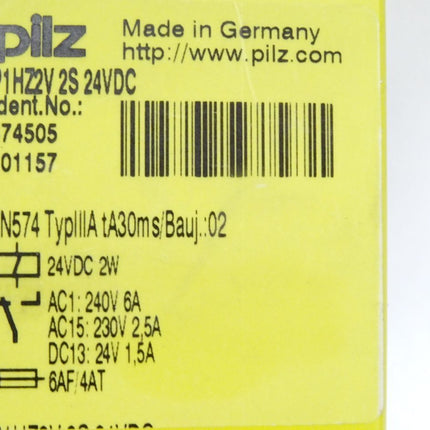 pilz
Made in Germany
http://www.pilz.com
P1HZ2V 2S 24VDC
dent.No.:
74505
01157
N574 TypIIIA tA30ms/Bauj.:02
24VDC 2W
AC1: 240V 6A
AC15: 230V 2,5A
DC13: 24V 1,5A
6AF/4AT